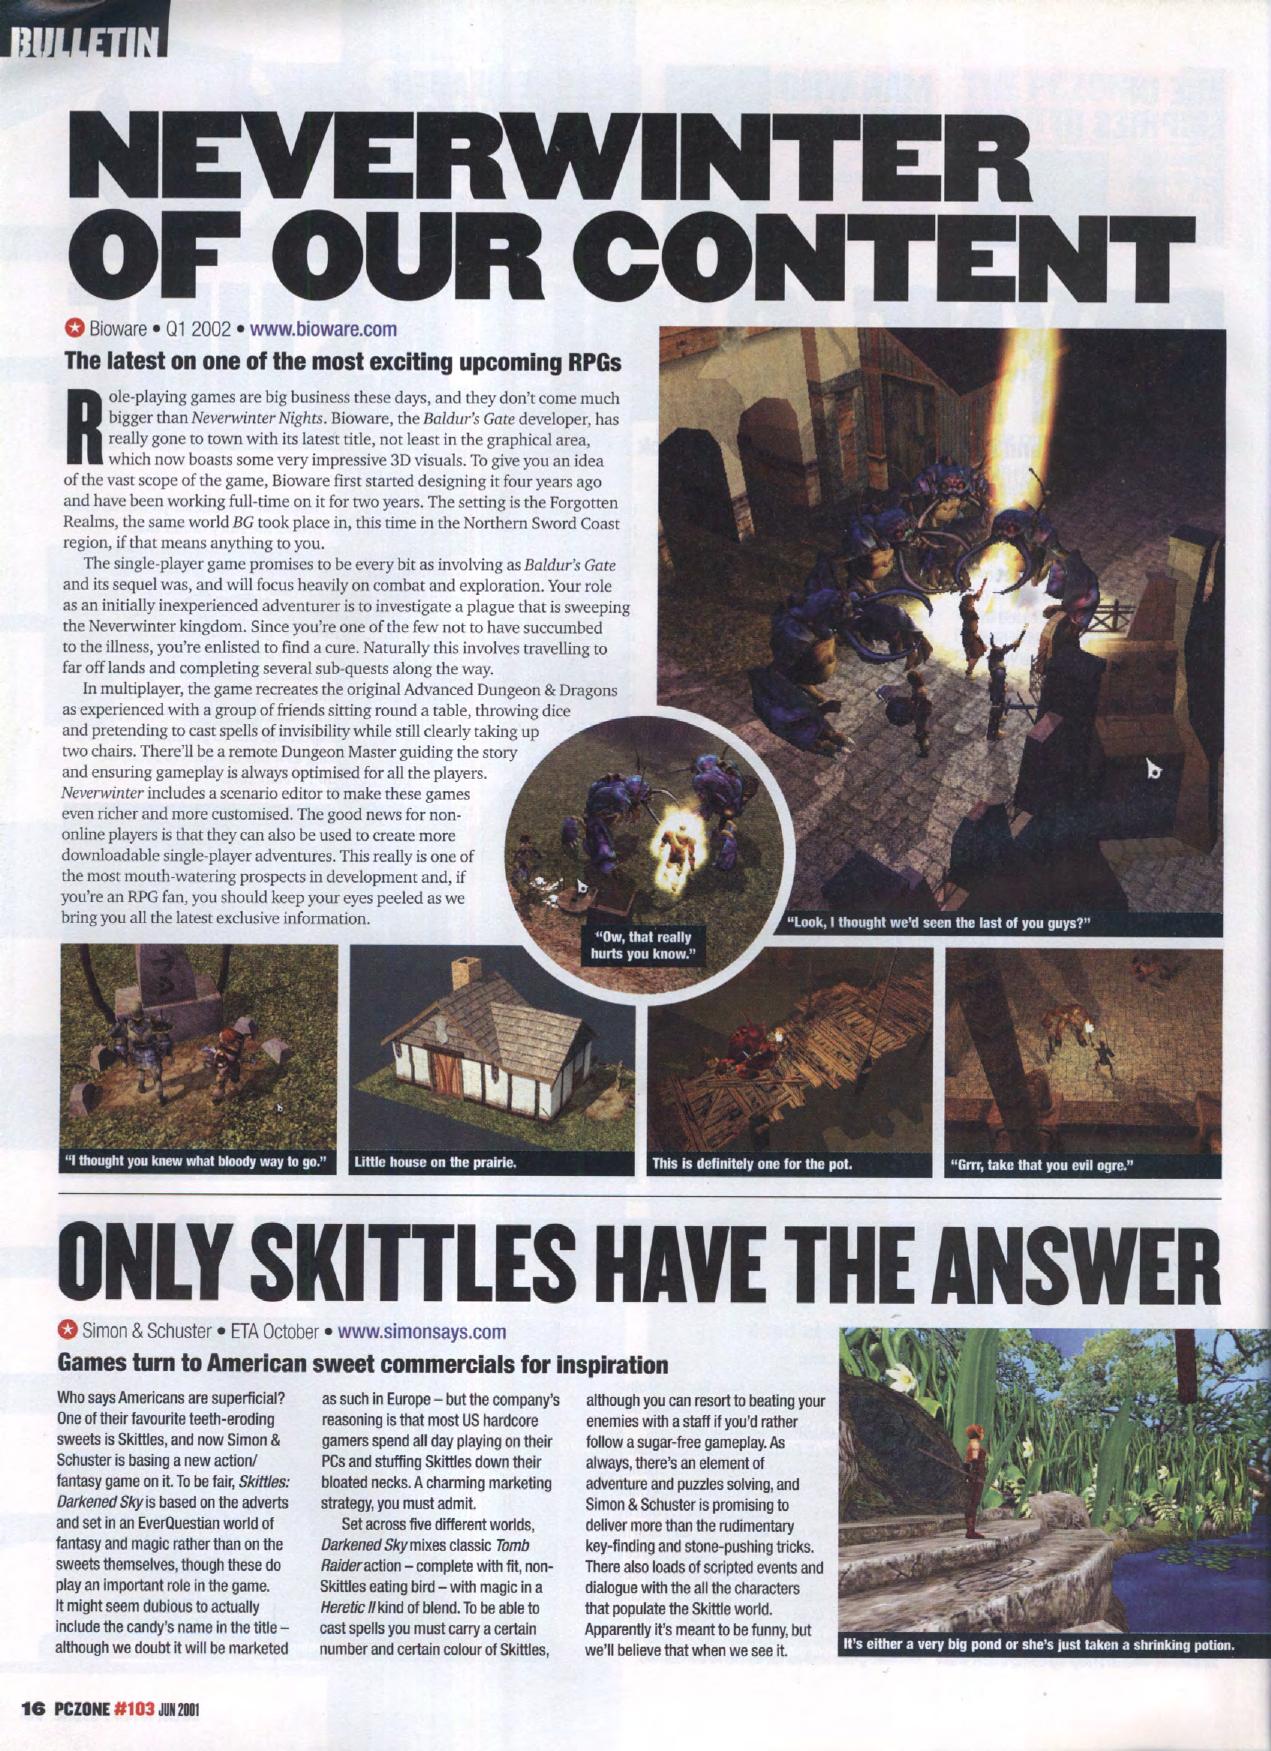 BULLETIN
NEVERWINTER
OF OUR CONTENT
Bioware • Q1 2002 • www.bioware.com
The latest on one of the most exciting upcoming RPGs
Role-playing games are big business these days, and they don't come much
bigger than Neverwinter Nights. Bioware, the Baldur's Gate developer, has
really gone to town with its latest title, not least in the graphical area,
which now boasts some very impressive 3D visuals. To give you an idea
of the vast scope of the game, Bioware first started designing it four years ago
and have been working full-time on it for two years. The setting is the Forgotten
Realms, the same world BG took place in, this time in the Northern Sword Coast
region, if that means anything to you.
The single-player game promises to be every bit as involving as Baldur's Gate
and its sequel was, and will focus heavily on combat and exploration. Your role
as an initially inexperienced adventurer is to investigate a plague that is sweeping
the Neverwinter kingdom. Since you're one of the few not to have succumbed
to the illness, you're enlisted to find a cure. Naturally this involves travelling to
far off lands and completing several sub-quests along the way.
In multiplayer, the game recreates the original Advanced Dungeon & Dragons
as experienced with a group of friends sitting round a table, throwing dice
and pretending to cast spells of invisibility while still clearly taking up
two chairs. There'll be a remote Dungeon Master guiding the story
and ensuring gameplay is always optimised for all the players.
Neverwinter includes a scenario editor to make these games
even richer and more customised. The good news for non-
online players is that they can also be used to create more
downloadable single-player adventures. This really is one of
the most mouth-watering prospects in development and, if
you're an RPG fan, you should keep your eyes peeled as we
bring you all the latest exclusive information.
"Look, I thought we'd seen the last of you guys?"
"Ow, that really
hurts you know."
"I thought you knew what bloody way to go."
Little house on the prairie.
This is definitely one for the pot.
"Grrr, take that you evil ogre."
ONLY SKITTLES HAVE THE ANSWER
Simon & Schuster • ETA October • www.simonsays.com
Games turn to American sweet commercials for inspiration
Who says Americans are superficial?
One of their favourite teeth-eroding
sweets is Skittles, and now Simon &
Schuster is basing a new action/
fantasy game on it. To be fair, Skittles:
Darkened Sky is based on the adverts
and set in an EverQuestian world of
fantasy and magic rather than on the
sweets themselves, though these do
play an important role in the game.
It might seem dubious to actually
include the candy's name in the title –
although we doubt it will be marketed
as such in Europe – but the company's
reasoning is that most US hardcore
gamers spend all day playing on their
PCs and stuffing Skittles down their
bloated necks. A charming marketing
strategy, you must admit.
Set across five different worlds,
Darkened Sky mixes classic Tomb
Raider action – complete with fit, non-
Skittles eating bird – with magic in a
Heretic II kind of blend. To be able to
cast spells you must carry a certain
number and certain colour of Skittles,
although you can resort to beating your
enemies with a staff if you'd rather
follow a sugar-free gameplay. As
always, there's an element of
adventure and puzzles solving, and
Simon & Schuster is promising to
deliver more than the rudimentary
key-finding and stone-pushing tricks.
There also loads of scripted events and
dialogue with the all the characters
that populate the Skittle world.
Apparently it's meant to be funny, but
we'll believe that when we see it.
It's either a very big pond or she's just taken a shrinking potion.
16 PCZONE #103 JUN 2001